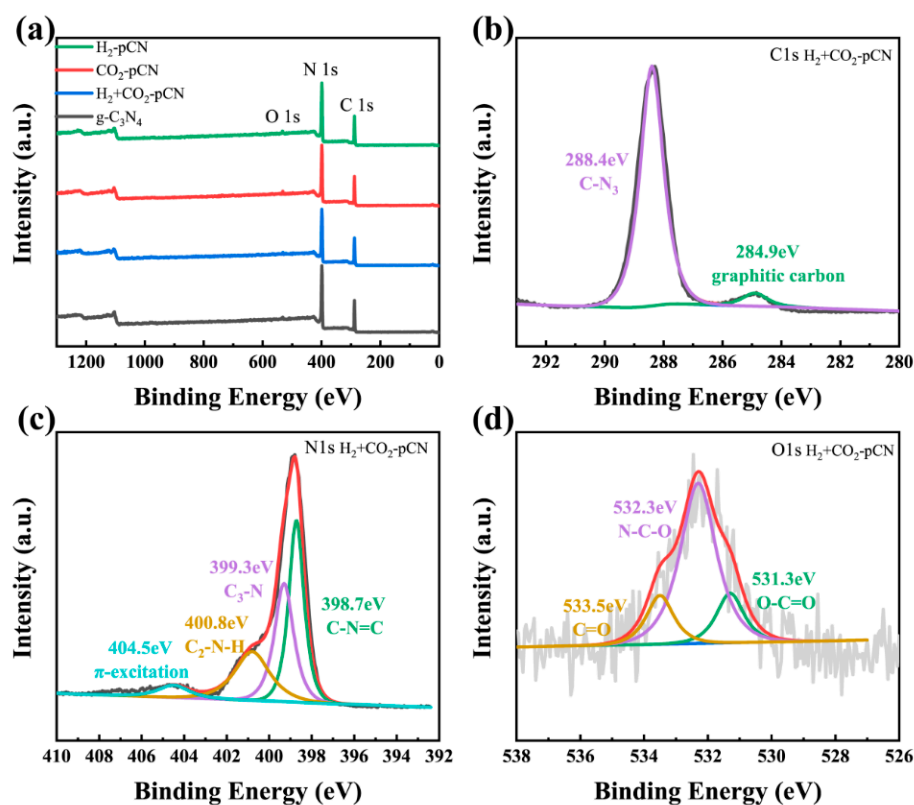 (a)
H₂-pCN
CO₂-pCN
H₂+CO₂-pCN
g-C₃N₄
N 1s
O 1s
C 1s
Intensity (a.u.)
1200 1000 800 600 400 200 0
Binding Energy (eV)
(b)
C1s H₂+CO₂-pCN
288.4eV
C-N₃
284.9eV
graphitic carbon
Intensity (a.u.)
292 290 288 286 284 282 280
Binding Energy (eV)
(c)
N1s H₂+CO₂-pCN
399.3eV
C₃-N
398.7eV
C-N=C
400.8eV
C₂-N-H
404.5eV
π-excitation
Intensity (a.u.)
410 408 406 404 402 400 398 396 394 392
Binding Energy (eV)
(d)
O1s H₂+CO₂-pCN
532.3eV
N-C-O
531.3eV
O-C=O
533.5eV
C=O
Intensity (a.u.)
538 536 534 532 530 528 526
Binding Energy (eV)